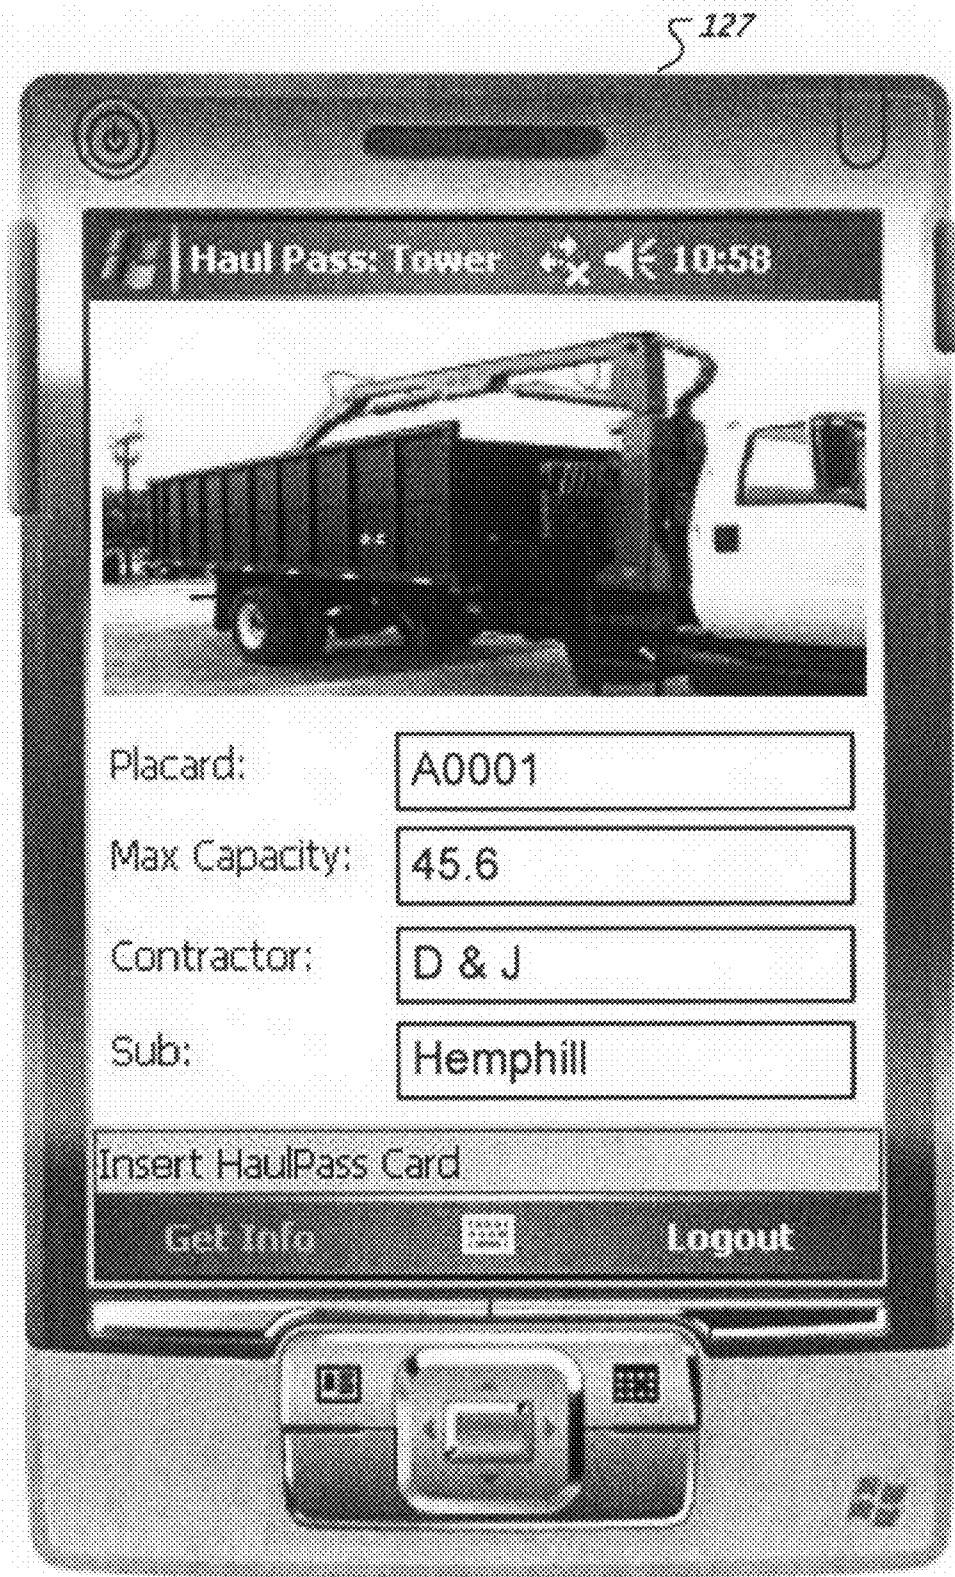 127
Haul Pass: Tower 10:58
Placard: A0001
Max Capacity: 45.6
Contractor: D & J
Sub: Hemphill
Insert HaulPass Card
Get Info Logout